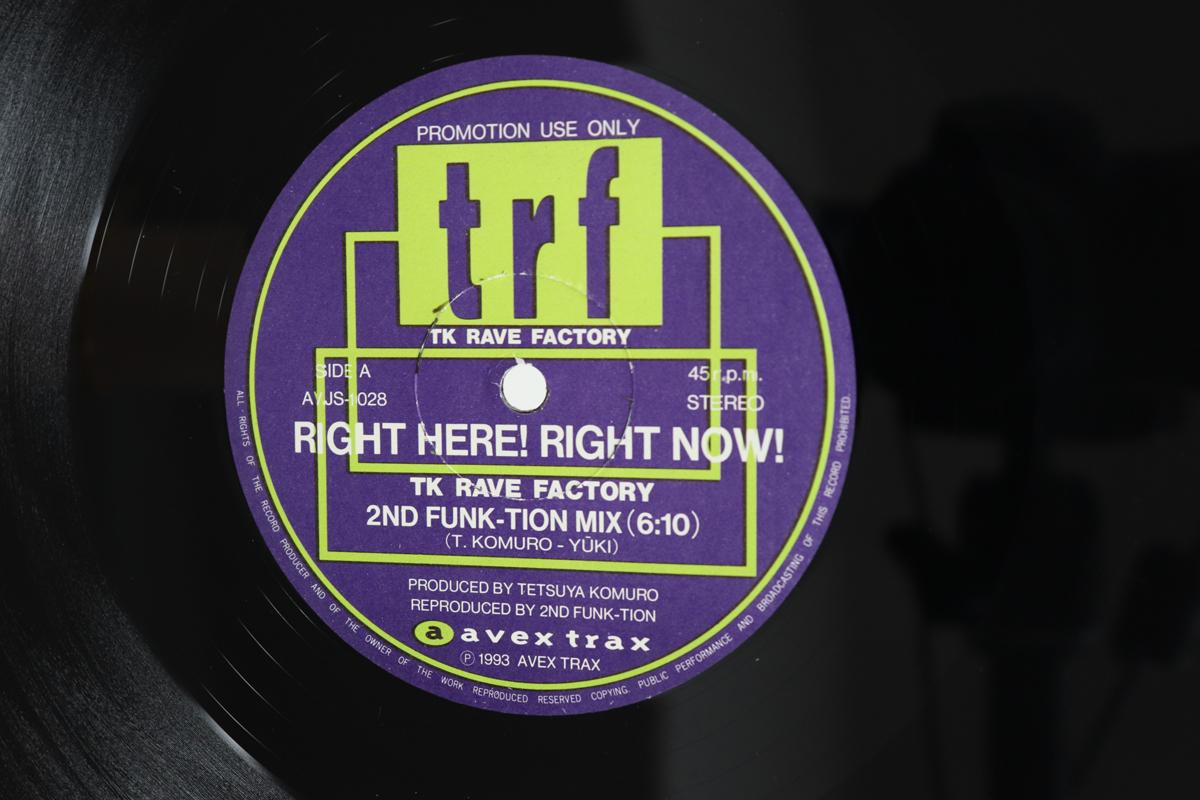 PROMOTION USE ONLY
trf
TK RAVE FACTORY
SIDE A 45 r.p.m.
AVJS-1028 STEREO
RIGHT HERE! RIGHT NOW!
TK RAVE FACTORY
2ND FUNK-TION MIX (6:10)
(T. KOMURO - YŪKI)
PRODUCED BY TETSUYA KOMURO
REPRODUCED BY 2ND FUNK-TION
a avex trax
Ⓟ 1993 AVEX TRAX
ALL RIGHTS OF THE RECORD PRODUCER AND OF THE OWNER OF THE WORK REPRODUCED RESERVED COPYING. PUBLIC PERFORMANCE AND BROADCASTING OF THIS RECORD PROHIBITED.